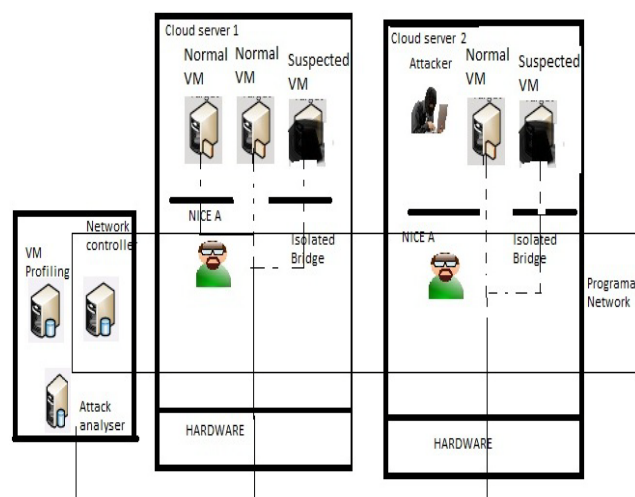 Cloud server 1
Normal
VM
Normal
VM
Suspected
VM
NICE A
Isolated
Bridge
HARDWARE
Cloud server 2
Attacker
Normal
VM
Suspected
VM
NICE A
Isolated
Bridge
HARDWARE
Network
controller
VM
Profiling
Attack
analyser
Programa
Network